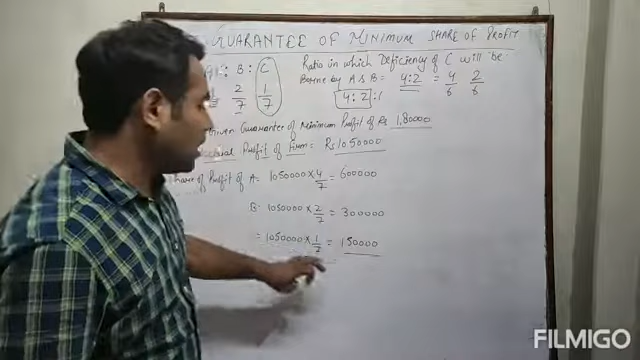 GUARANTEE OF MINIMUM SHARE OF PROFIT
: B : C
2/7 1/7
Ratio in which Deficiency of C will be
Borne by A & B = 4:2 = 4/6 2/6
4:2:1
Given Guarantee of Minimum Profit of Rs 1,80000
Profit of Firm = Rs 1050000
Share of Profit of A = 1050000 × 4/7 = 600000
B = 1050000 × 2/7 = 300000
= 1050000 × 1/7 = 150000
FILMIGO